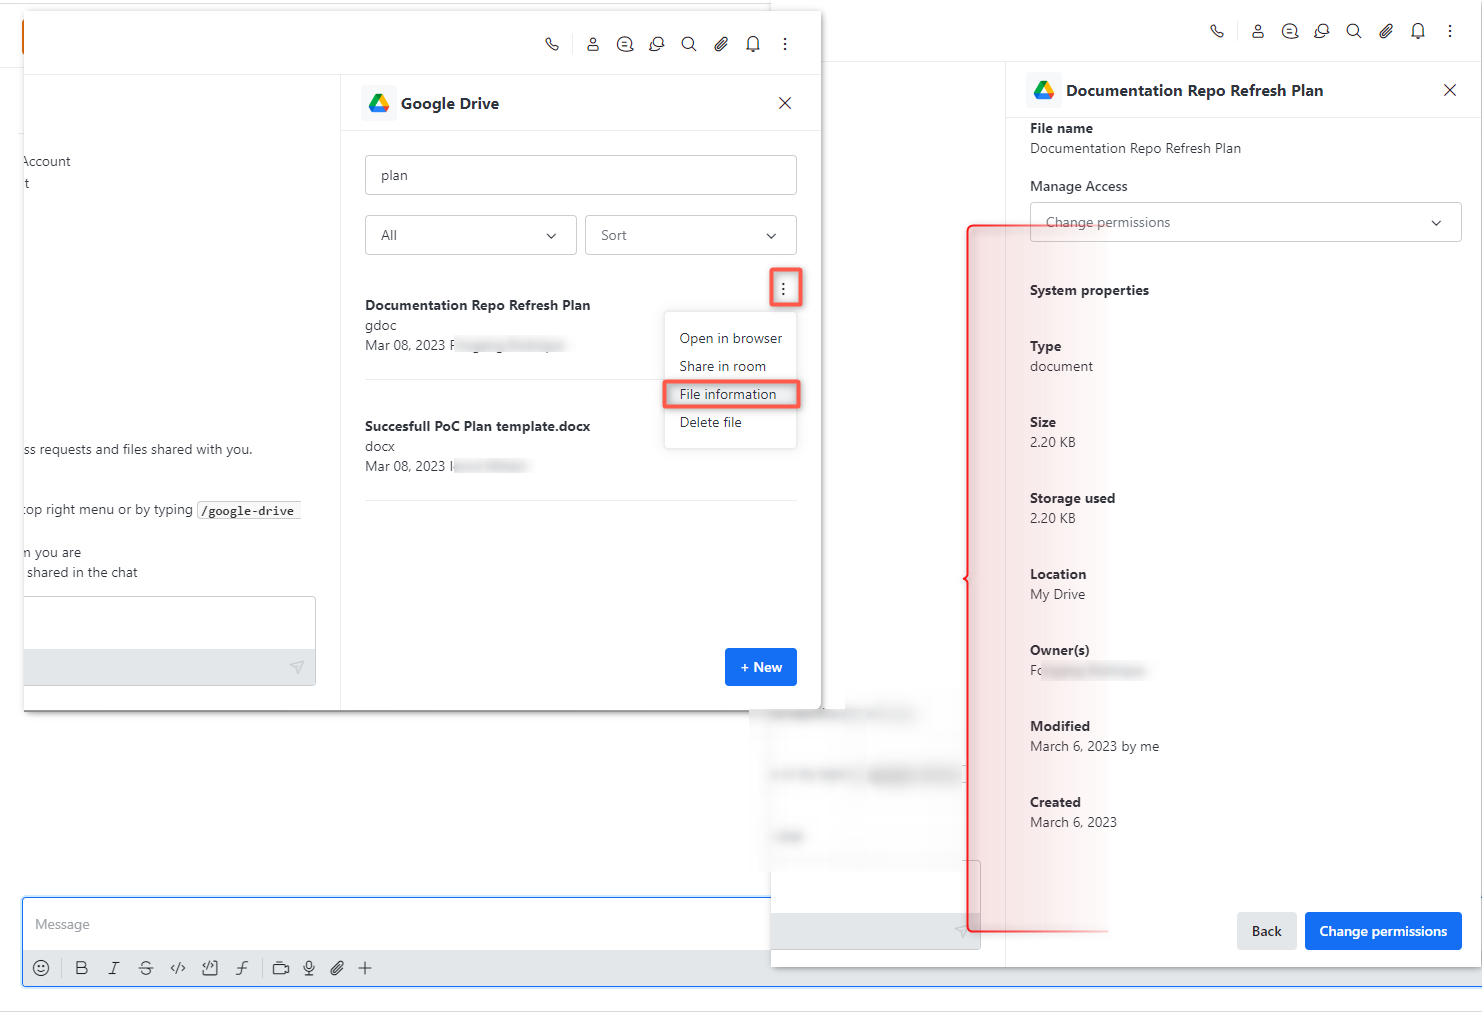 Google Drive
plan
All
Sort
Documentation Repo Refresh Plan
gdoc
Mar 08, 2023
Open in browser
Share in room
File information
Delete file
Succesfull PoC Plan template.docx
docx
Mar 08, 2023
+ New
Account
requests and files shared with you.
right menu or by typing /google-drive
you are
shared in the chat
Message
Documentation Repo Refresh Plan
File name
Documentation Repo Refresh Plan
Manage Access
Change permissions
System properties
Type
document
Size
2.20 KB
Storage used
2.20 KB
Location
My Drive
Owner(s)
Modified
March 6, 2023 by me
Created
March 6, 2023
Back
Change permissions